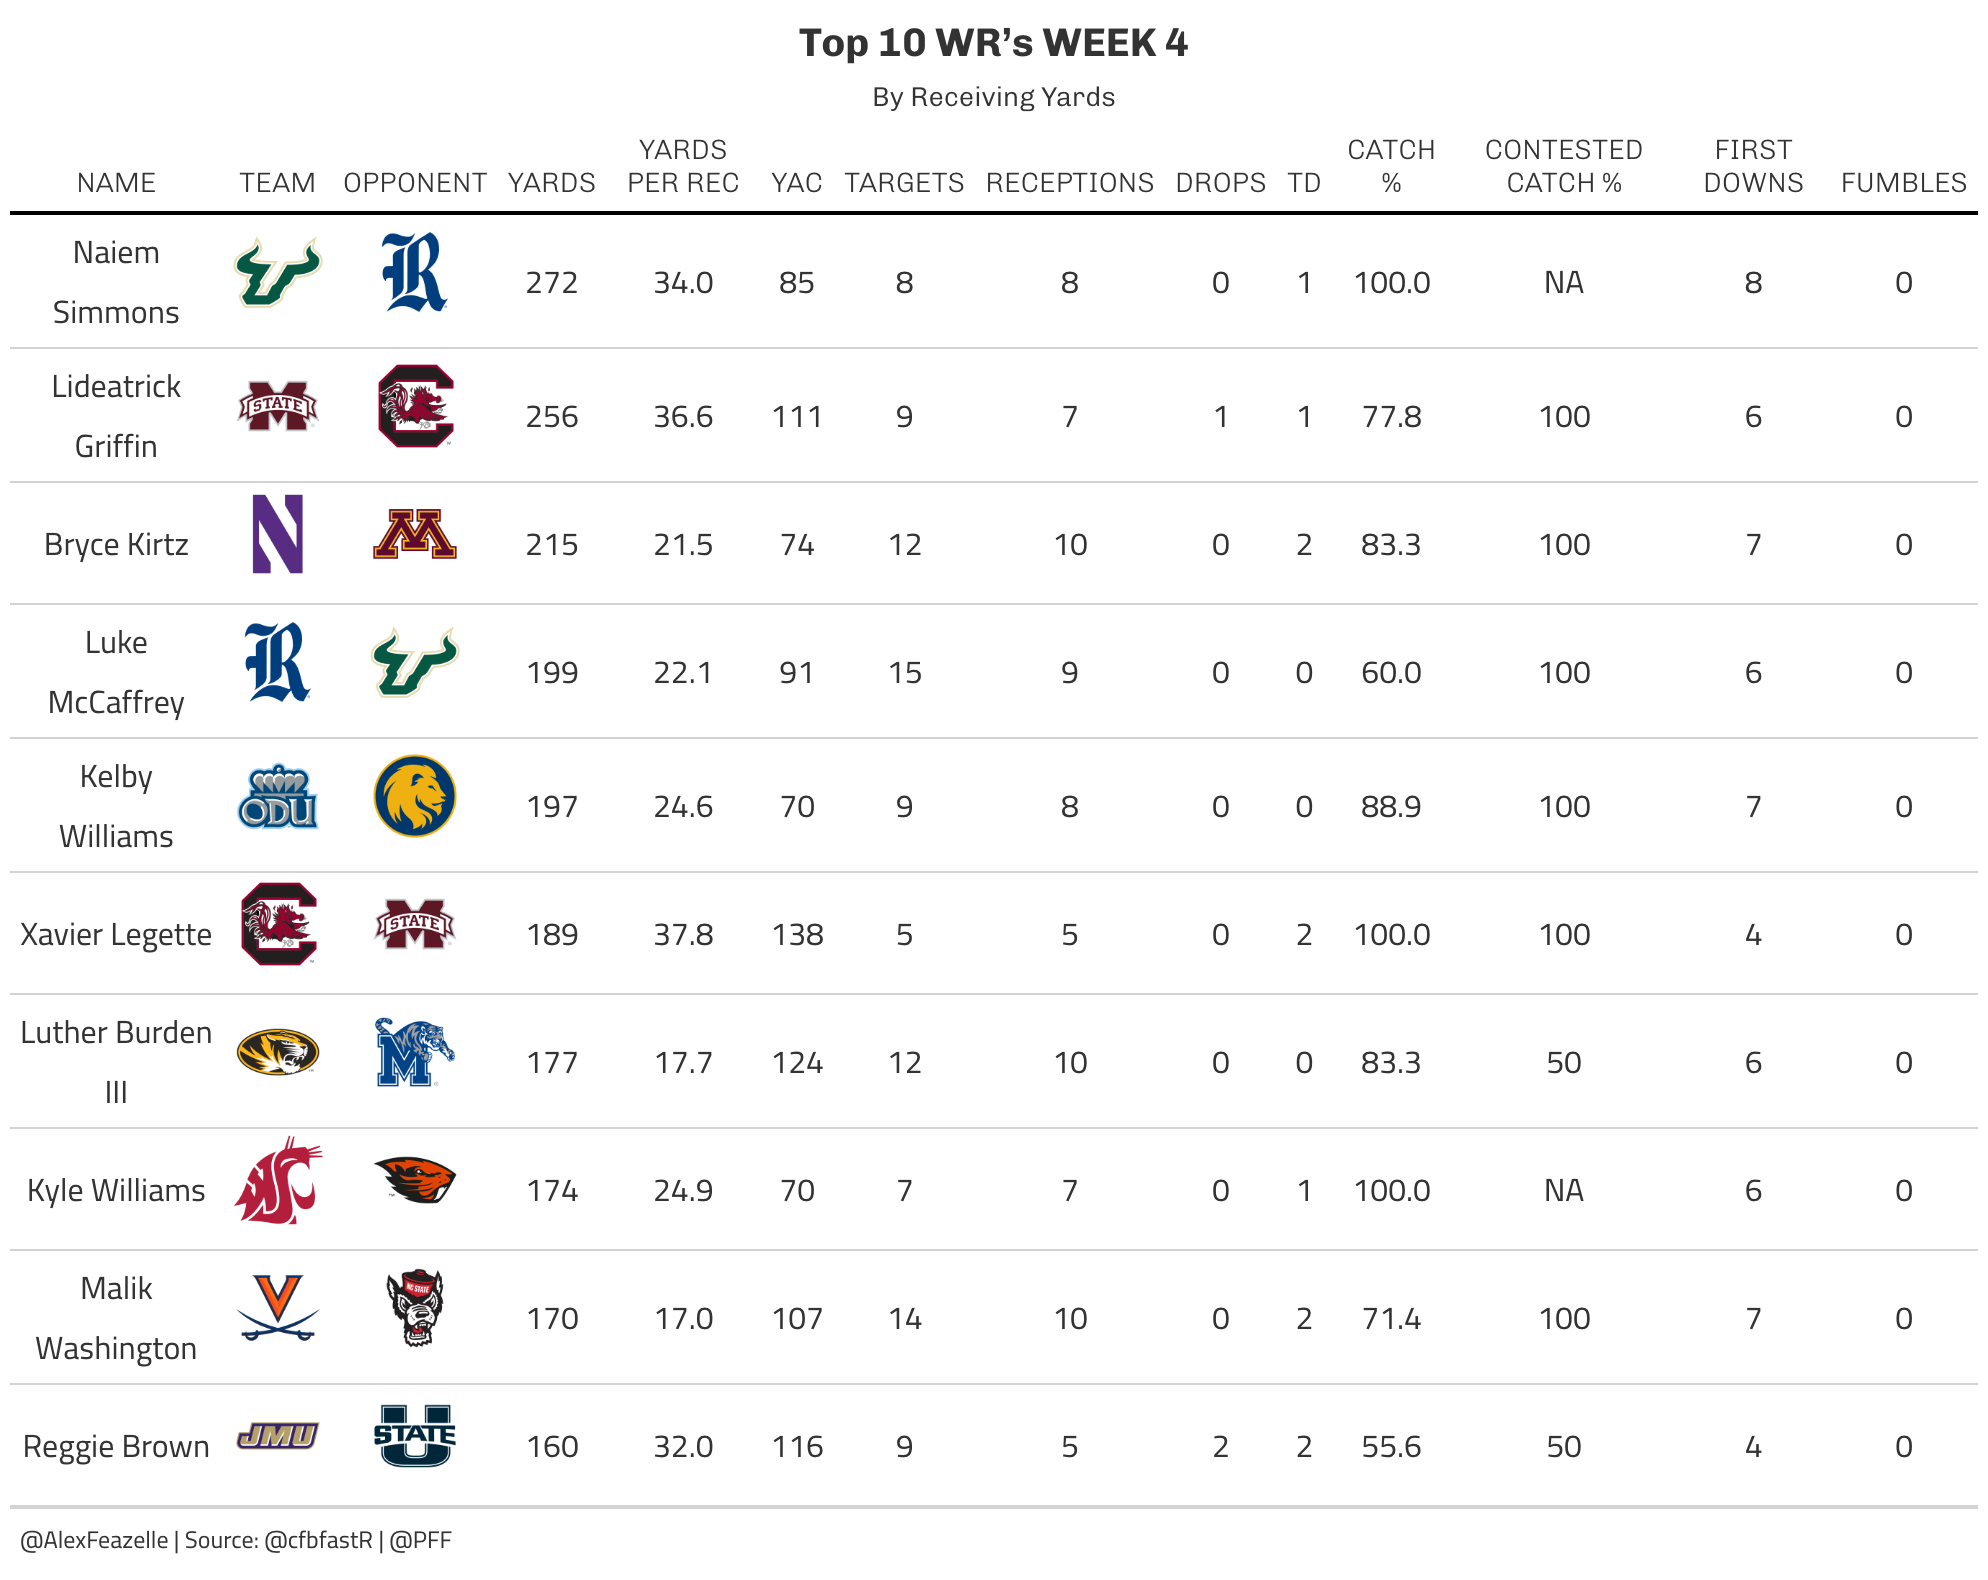 Top 10 WR’s WEEK 4
By Receiving Yards
NAME TEAM OPPONENT YARDS YARDS PER REC YAC TARGETS RECEPTIONS DROPS TD CATCH % CONTESTED CATCH % FIRST DOWNS FUMBLES
Naiem Simmons 272 34.0 85 8 8 0 1 100.0 NA 8 0
Lideatrick Griffin STATE 256 36.6 111 9 7 1 1 77.8 100 6 0
Bryce Kirtz N M 215 21.5 74 12 10 0 2 83.3 100 7 0
Luke McCaffrey R 199 22.1 91 15 9 0 0 60.0 100 6 0
Kelby Williams ODU 197 24.6 70 9 8 0 0 88.9 100 7 0
Xavier Legette C STATE 189 37.8 138 5 5 0 2 100.0 100 4 0
Luther Burden III M 177 17.7 124 12 10 0 0 83.3 50 6 0
Kyle Williams 174 24.9 70 7 7 0 1 100.0 NA 6 0
Malik Washington V NC STATE 170 17.0 107 14 10 0 2 71.4 100 7 0
Reggie Brown JMU U STATE 160 32.0 116 9 5 2 2 55.6 50 4 0
@AlexFeazelle | Source: @cfbfastR | @PFF